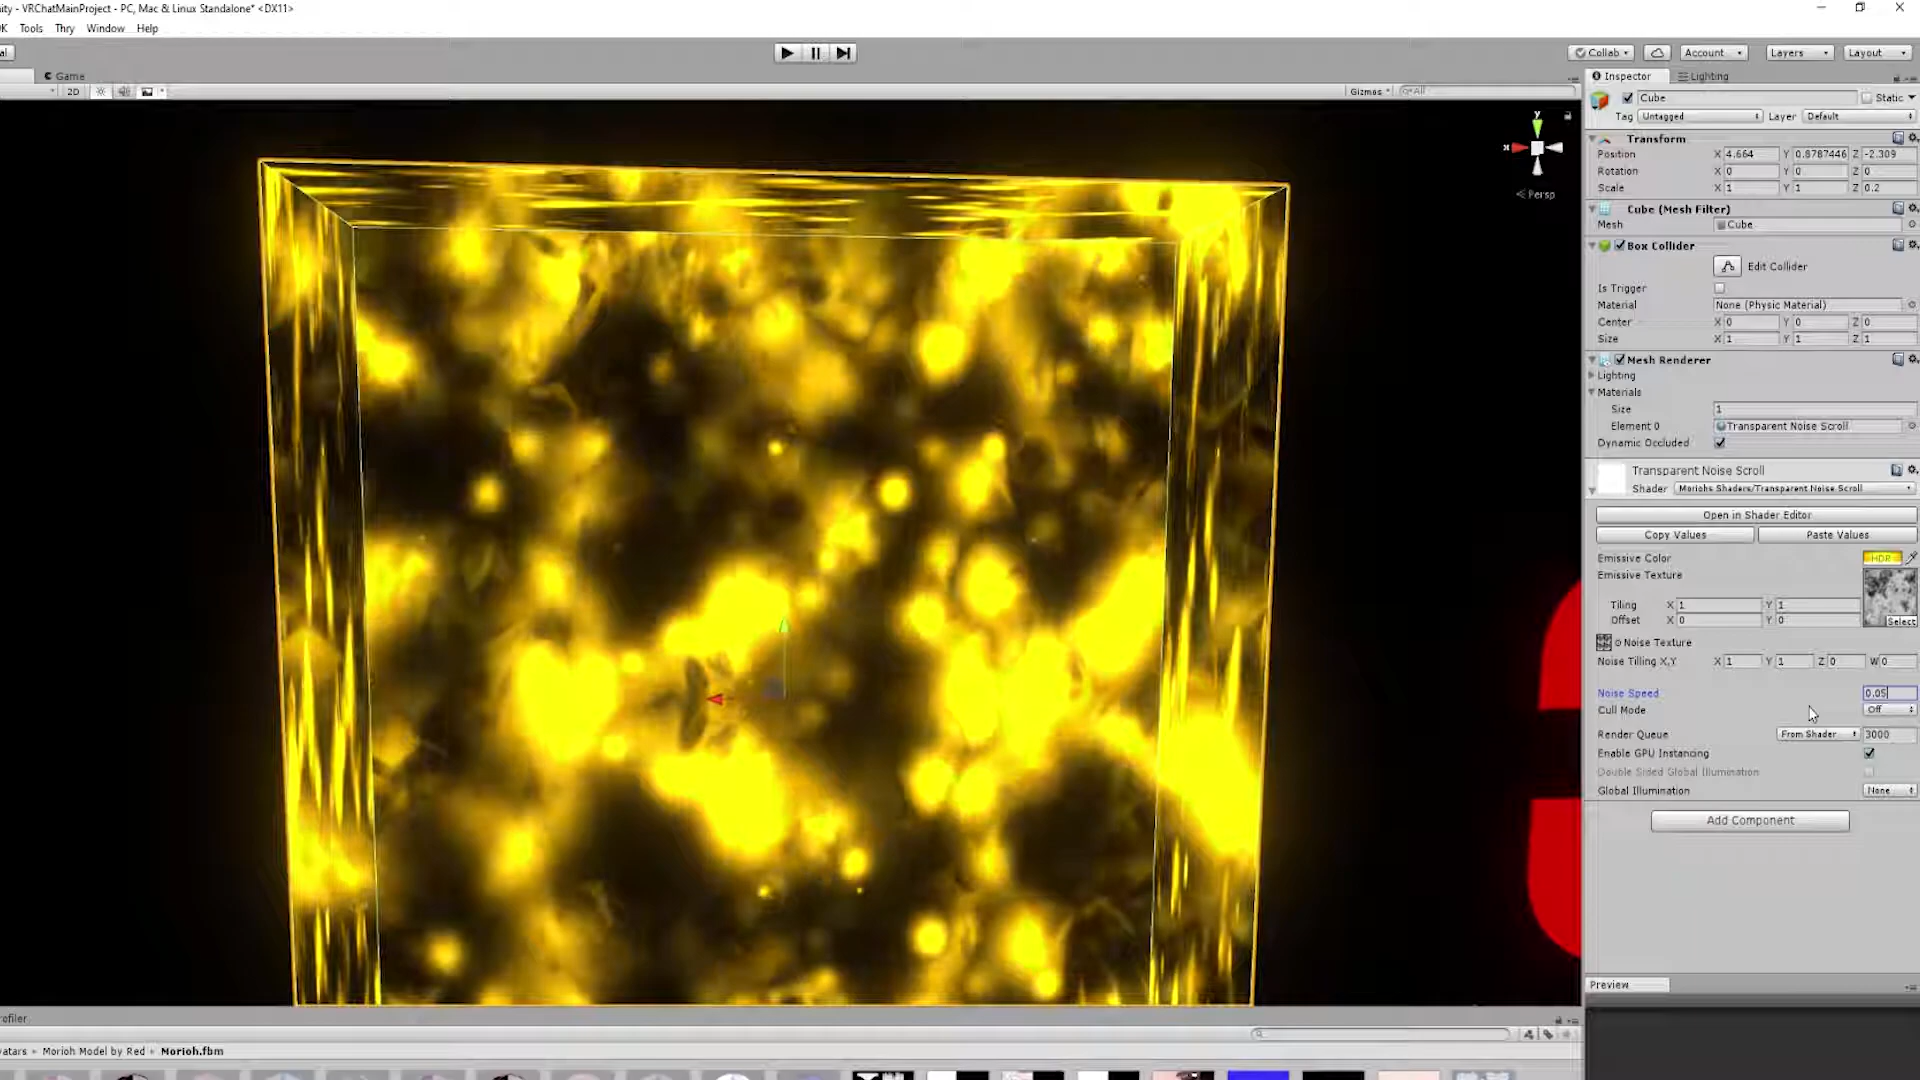 nity - VRChatMainProject - PC, Mac & Linux Standalone* <DX11>
DK Tools Thry Window Help
al Collab Account Layers Layout
Game Inspector Lighting
2D Gizmos All
Cube Static
Tag Untagged Layer Default
y
x
Persp
Transform
Position X 4.664 Y 0.8787446 Z -2.309
Rotation X 0 Y 0 Z 0
Scale X 1 Y 1 Z 0.2
Cube (Mesh Filter)
Mesh Cube
Box Collider
Edit Collider
Is Trigger
Material None (Physic Material)
Center X 0 Y 0 Z 0
Size X 1 Y 1 Z 1
Mesh Renderer
Lighting
Materials
Size 1
Element 0 Transparent Noise Scroll
Dynamic Occluded
Transparent Noise Scroll
Shader Moriohs Shaders/Transparent Noise Scroll
Open in Shader Editor
Copy Values Paste Values
Emissive Color HDR
Emissive Texture
Tiling X 1 Y 1
Offset X 0 Y 0 Select
Noise Texture
Noise Tilling X,Y X 1 Y 1 Z 0 W 0
Noise Speed 0.05
Cull Mode Off
Render Queue From Shader 3000
Enable GPU Instancing
Double Sided Global Illumination
Global Illumination None
Add Component
Preview
rofiler
vatars Morioh Model by Red Morioh.fbm